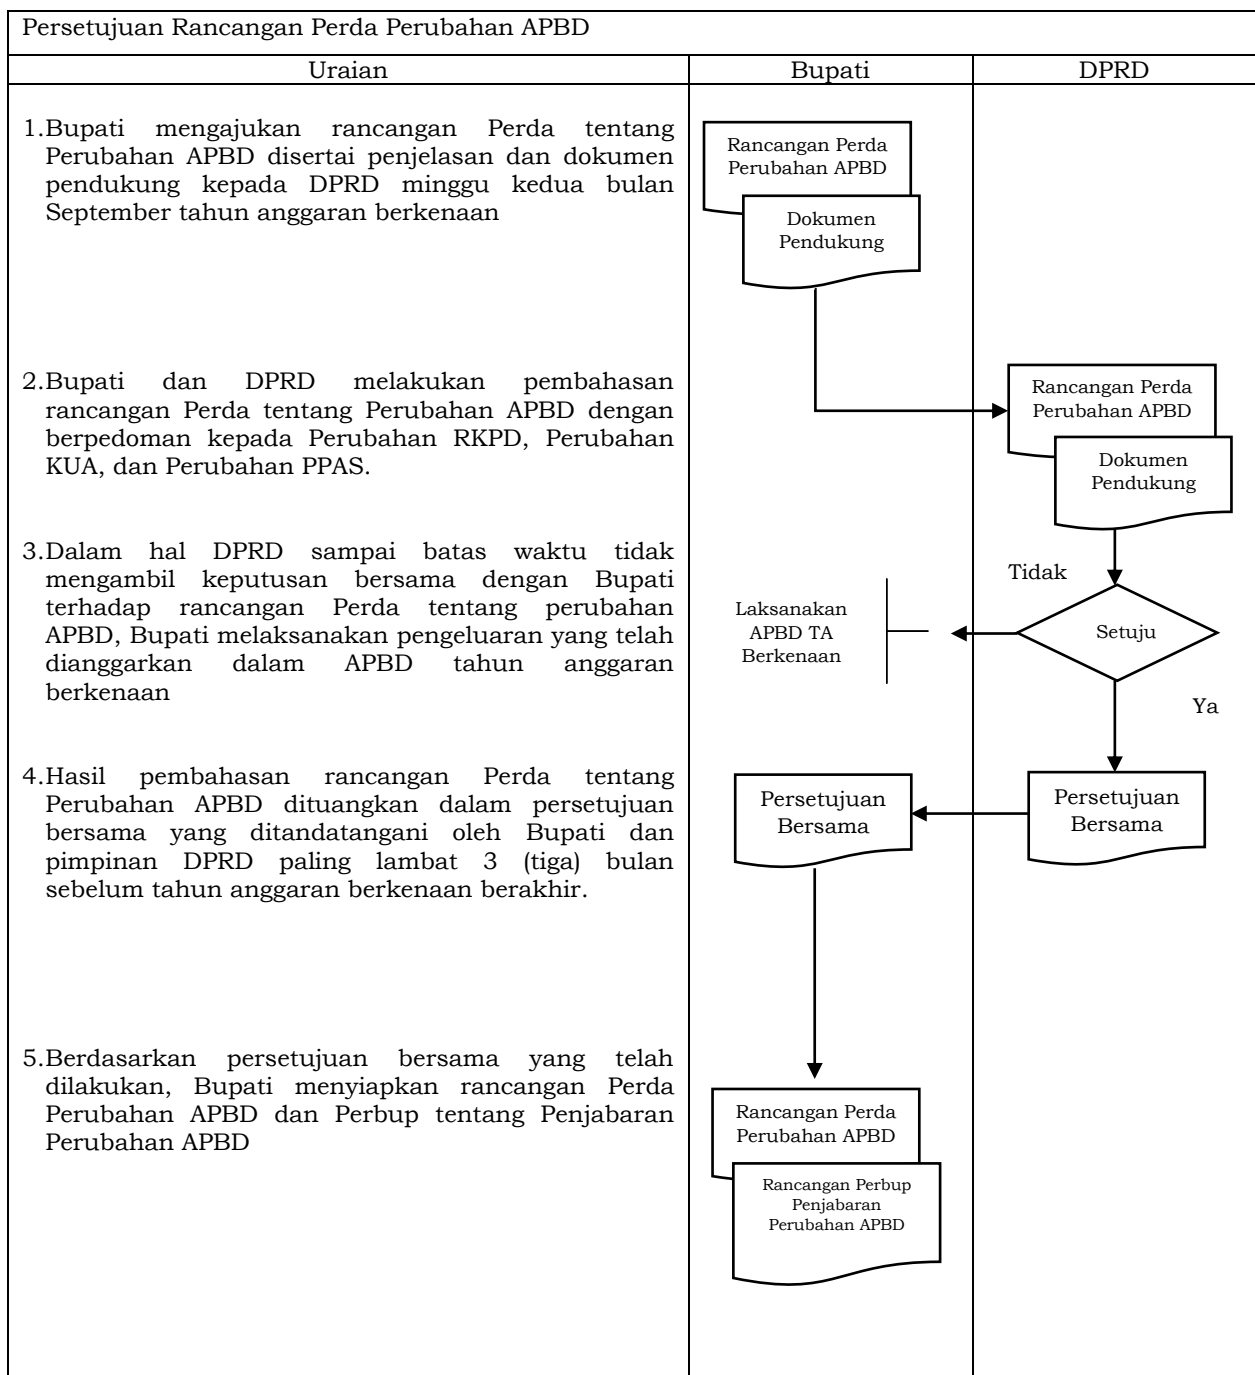 Persetujuan Rancangan Perda Perubahan APBD
Uraian
Bupati
DPRD
1.Bupati mengajukan rancangan Perda tentang
Perubahan APBD disertai penjelasan dan dokumen
pendukung kepada DPRD minggu kedua bulan
September tahun anggaran berkenaan
Rancangan Perda
Perubahan APBD
Dokumen
Pendukung
2.Bupati dan DPRD melakukan pembahasan
rancangan Perda tentang Perubahan APBD dengan
berpedoman kepada Perubahan RKPD, Perubahan
KUA, dan Perubahan PPAS.
Rancangan Perda
Perubahan APBD
Dokumen
Pendukung
3.Dalam hal DPRD sampai batas waktu tidak
mengambil keputusan bersama dengan Bupati
terhadap rancangan Perda tentang perubahan
APBD, Bupati melaksanakan pengeluaran yang telah
dianggarkan dalam APBD tahun anggaran
berkenaan
Laksanakan
APBD TA
Berkenaan
Tidak
Setuju
Ya
4.Hasil pembahasan rancangan Perda tentang
Perubahan APBD dituangkan dalam persetujuan
bersama yang ditandatangani oleh Bupati dan
pimpinan DPRD paling lambat 3 (tiga) bulan
sebelum tahun anggaran berkenaan berakhir.
Persetujuan
Bersama
Persetujuan
Bersama
5.Berdasarkan persetujuan bersama yang telah
dilakukan, Bupati menyiapkan rancangan Perda
Perubahan APBD dan Perbup tentang Penjabaran
Perubahan APBD
Rancangan Perda
Perubahan APBD
Rancangan Perbup
Penjabaran
Perubahan APBD